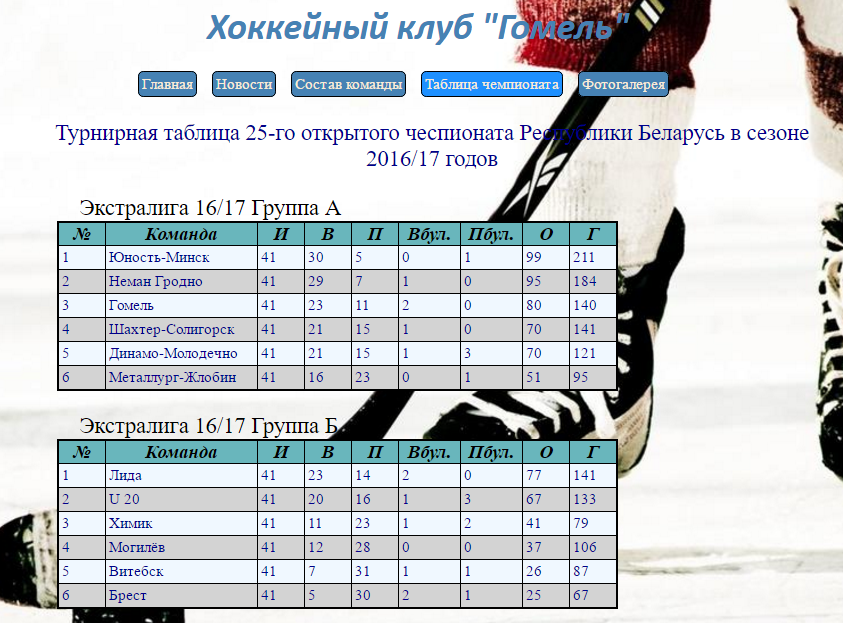 Хоккейный клуб "Гомель"
Главная Новости Состав команды Таблица чемпионата Фотогалерея
Турнирная таблица 25-го открытого чеспионата Республики Беларусь в сезоне
2016/17 годов
Экстралига 16/17 Группа А
№ Команда И В П Вбул. Пбул. О Г
1 Юность-Минск 41 30 5 0 1 99 211
2 Неман Гродно 41 29 7 1 0 95 184
3 Гомель 41 23 11 2 0 80 140
4 Шахтер-Солигорск 41 21 15 1 0 70 141
5 Динамо-Молодечно 41 21 15 1 3 70 121
6 Металлург-Жлобин 41 16 23 0 1 51 95
Экстралига 16/17 Группа Б
№ Команда И В П Вбул. Пбул. О Г
1 Лида 41 23 14 2 0 77 141
2 U 20 41 20 16 1 3 67 133
3 Химик 41 11 23 1 2 41 79
4 Могилёв 41 12 28 0 0 37 106
5 Витебск 41 7 31 1 1 26 87
6 Брест 41 5 30 2 1 25 67